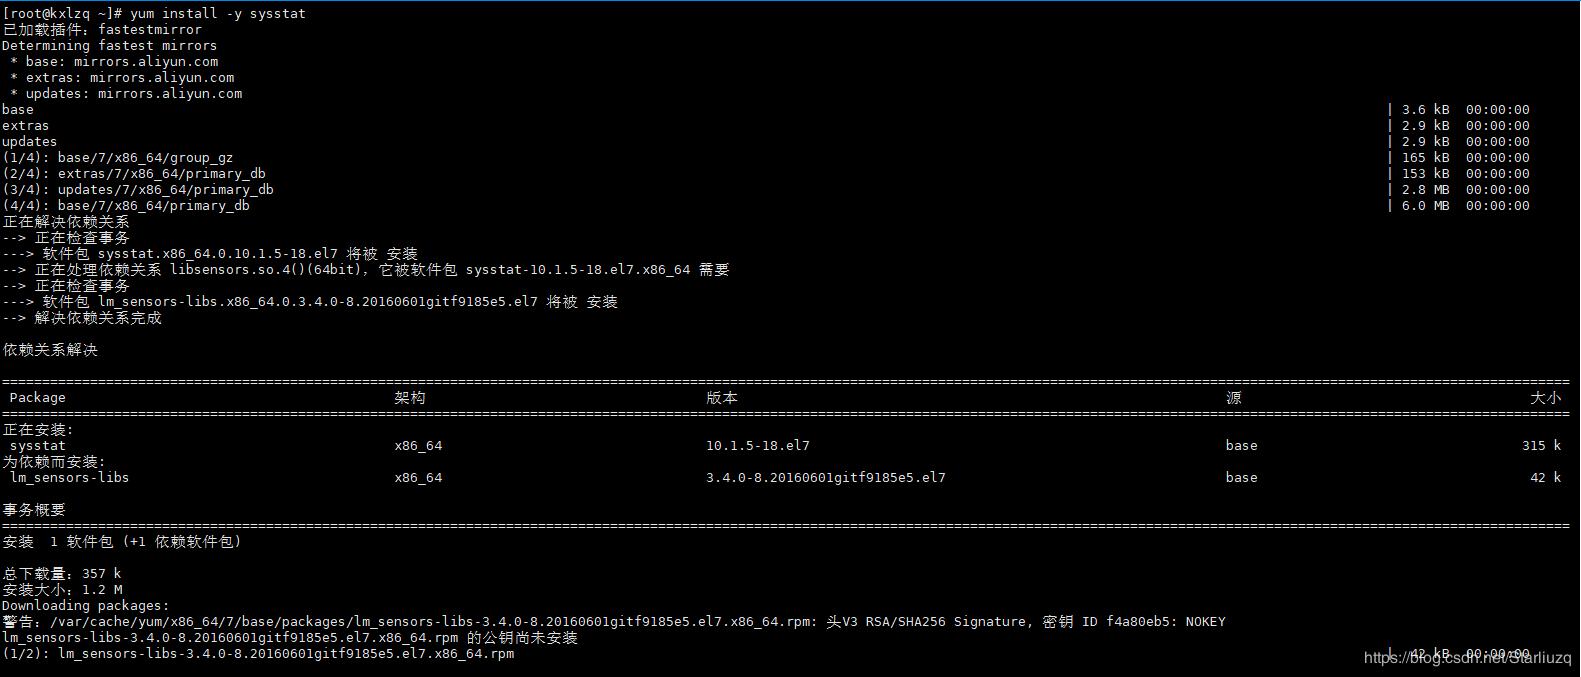 [root@kxlzq ~]# yum install -y sysstat
已加载插件：fastestmirror
Determining fastest mirrors
 * base: mirrors.aliyun.com
 * extras: mirrors.aliyun.com
 * updates: mirrors.aliyun.com
base | 3.6 kB 00:00:00
extras | 2.9 kB 00:00:00
updates | 2.9 kB 00:00:00
(1/4): base/7/x86_64/group_gz | 165 kB 00:00:00
(2/4): extras/7/x86_64/primary_db | 153 kB 00:00:00
(3/4): updates/7/x86_64/primary_db | 2.8 MB 00:00:00
(4/4): base/7/x86_64/primary_db | 6.0 MB 00:00:00
正在解决依赖关系
--> 正在检查事务
---> 软件包 sysstat.x86_64.0.10.1.5-18.el7 将被 安装
--> 正在处理依赖关系 libsensors.so.4()(64bit)，它被软件包 sysstat-10.1.5-18.el7.x86_64 需要
--> 正在检查事务
---> 软件包 lm_sensors-libs.x86_64.0.3.4.0-8.20160601gitf9185e5.el7 将被 安装
--> 解决依赖关系完成
依赖关系解决
Package 架构 版本 源 大小
正在安装:
 sysstat x86_64 10.1.5-18.el7 base 315 k
为依赖而安装:
 lm_sensors-libs x86_64 3.4.0-8.20160601gitf9185e5.el7 base 42 k
事务概要
安装 1 软件包 (+1 依赖软件包)
总下载量：357 k
安装大小：1.2 M
Downloading packages:
警告：/var/cache/yum/x86_64/7/base/packages/lm_sensors-libs-3.4.0-8.20160601gitf9185e5.el7.x86_64.rpm: 头V3 RSA/SHA256 Signature, 密钥 ID f4a80eb5: NOKEY
lm_sensors-libs-3.4.0-8.20160601gitf9185e5.el7.x86_64.rpm 的公钥尚未安装
(1/2): lm_sensors-libs-3.4.0-8.20160601gitf9185e5.el7.x86_64.rpm | 42 kB 00:00:00
https://blog.csdn.net/Starliuzq